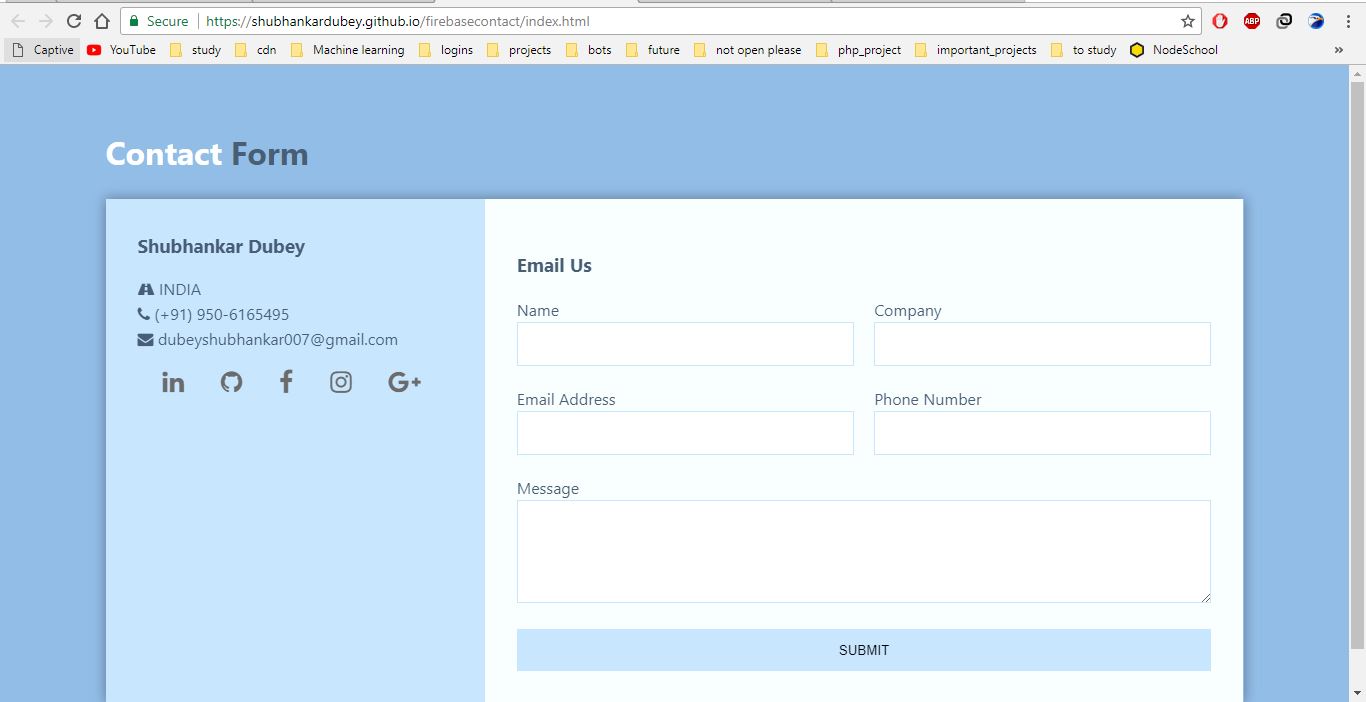 Secure https://shubhankardubey.github.io/firebasecontact/index.html ABP
Captive YouTube study cdn Machine learning logins projects bots future not open please php_project important_projects to study NodeSchool »
Contact Form
Shubhankar Dubey
INDIA
(+91) 950-6165495
dubeyshubhankar007@gmail.com
in f G+
Email Us
Name Company
Email Address Phone Number
Message
SUBMIT